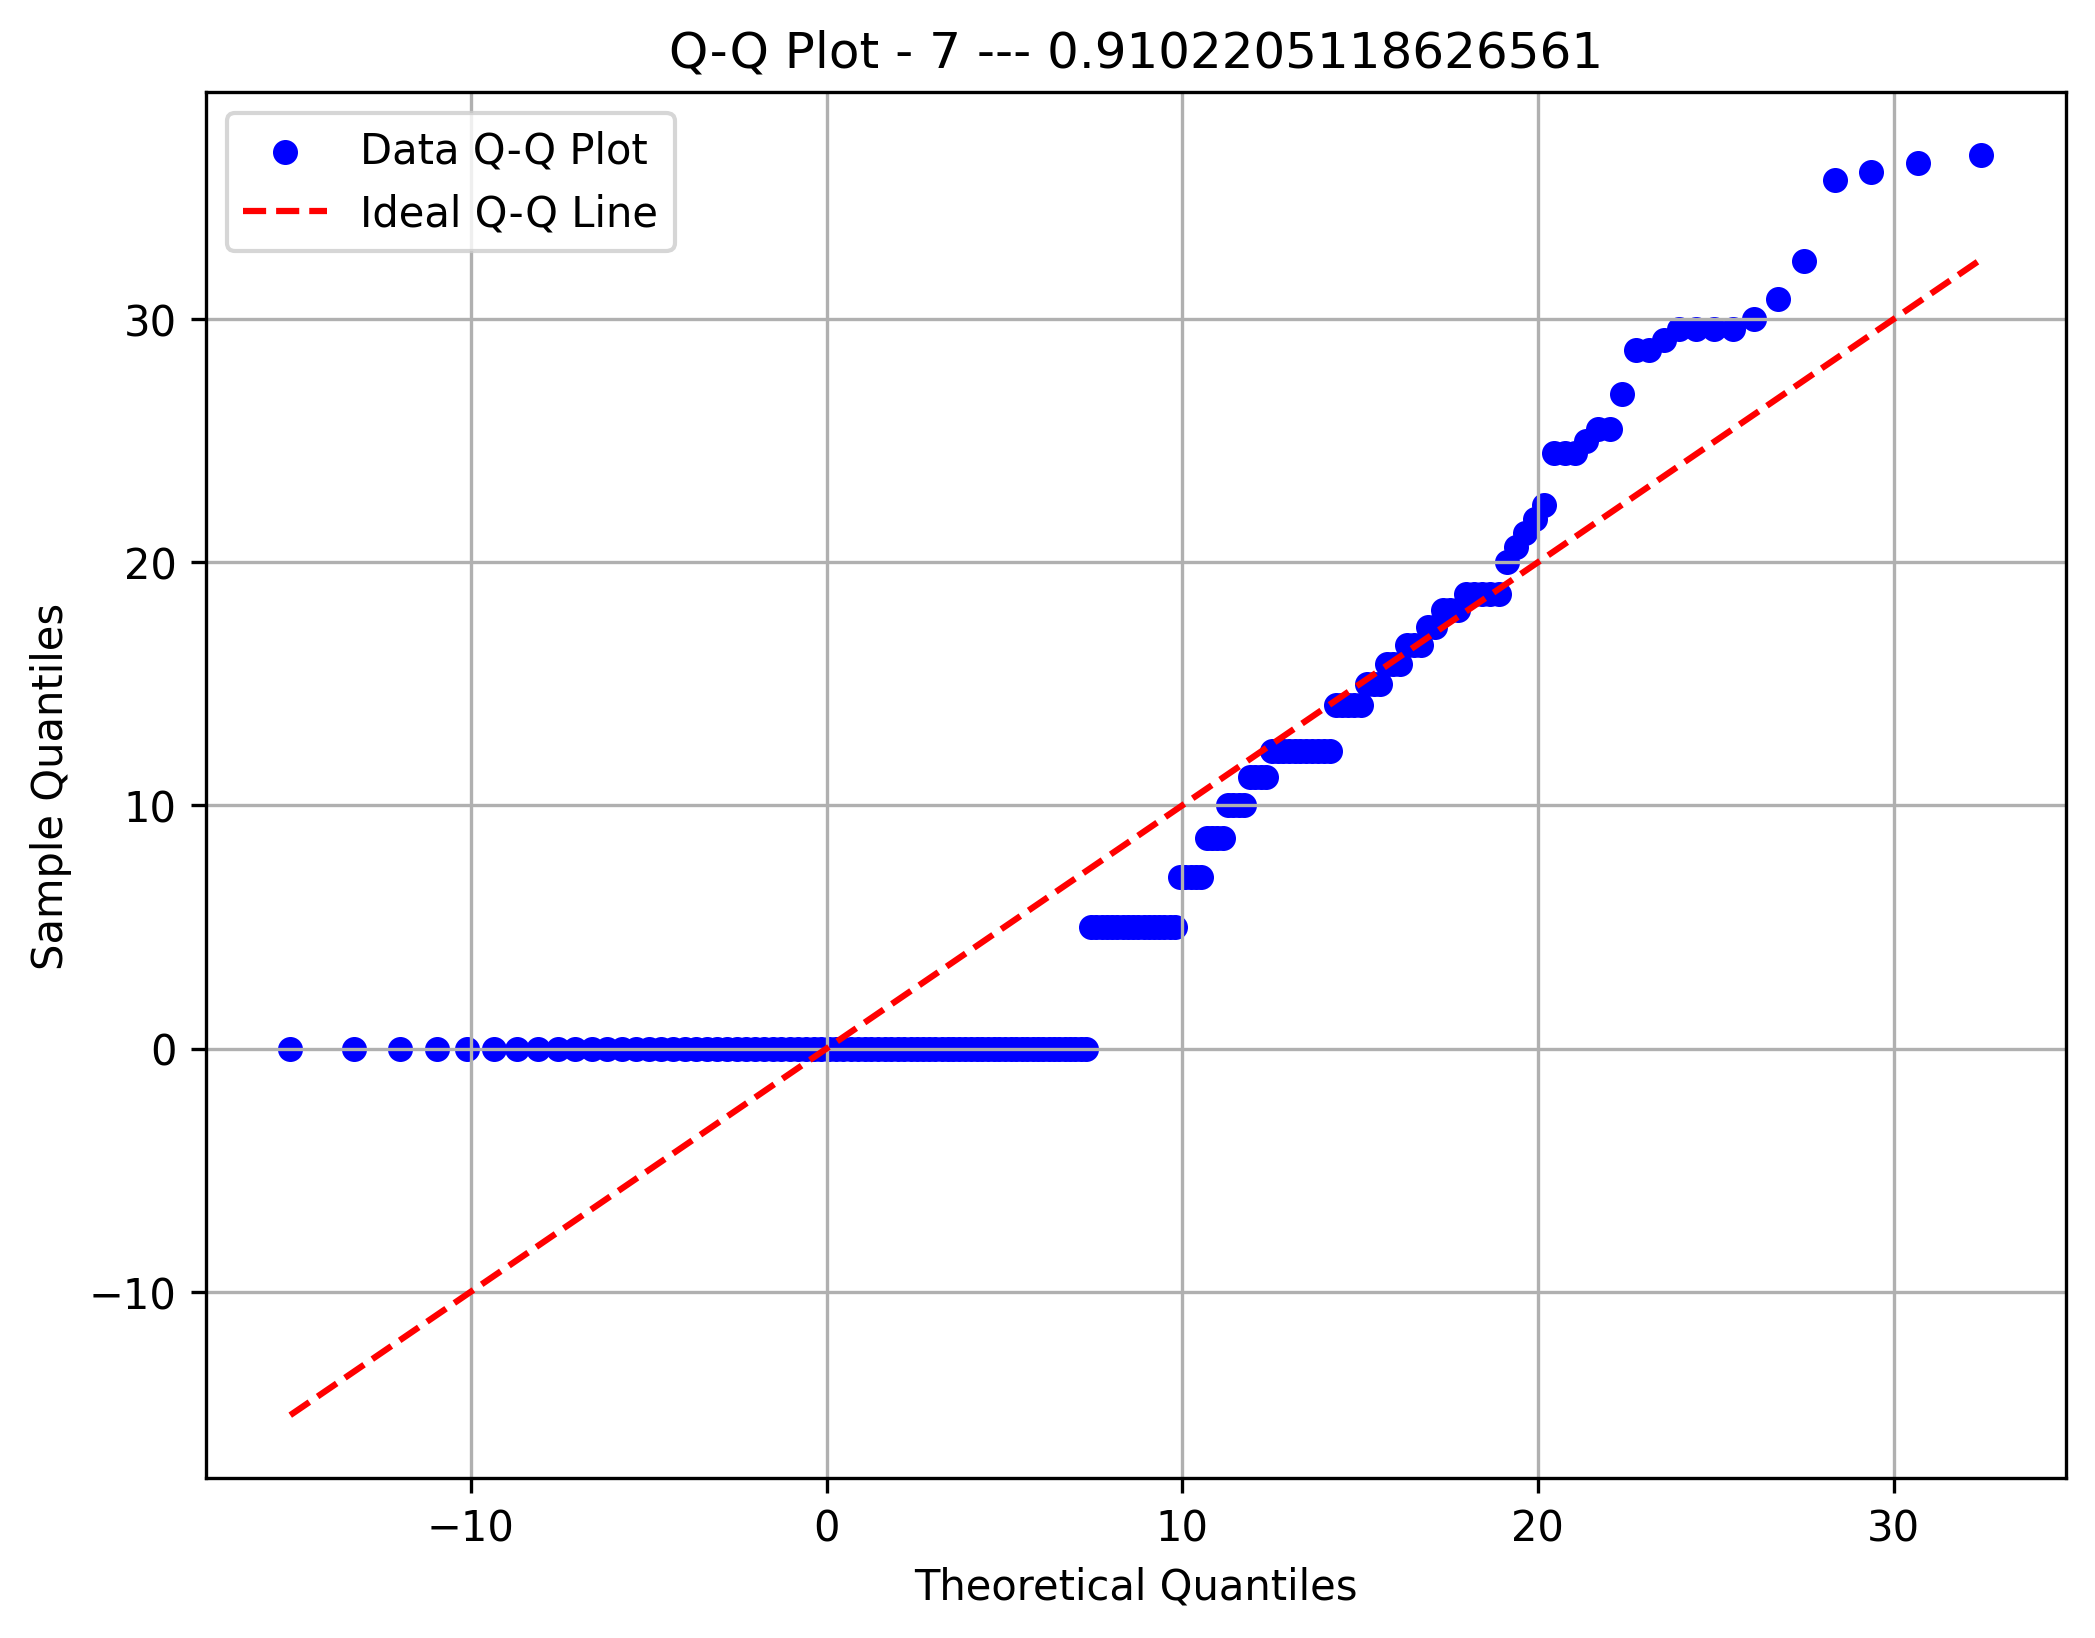 Q-Q Plot - 7 --- 0.9102205118626561
Data Q-Q Plot
Ideal Q-Q Line
Sample Quantiles
30
20
10
0
−10
−10 0 10 20 30
Theoretical Quantiles